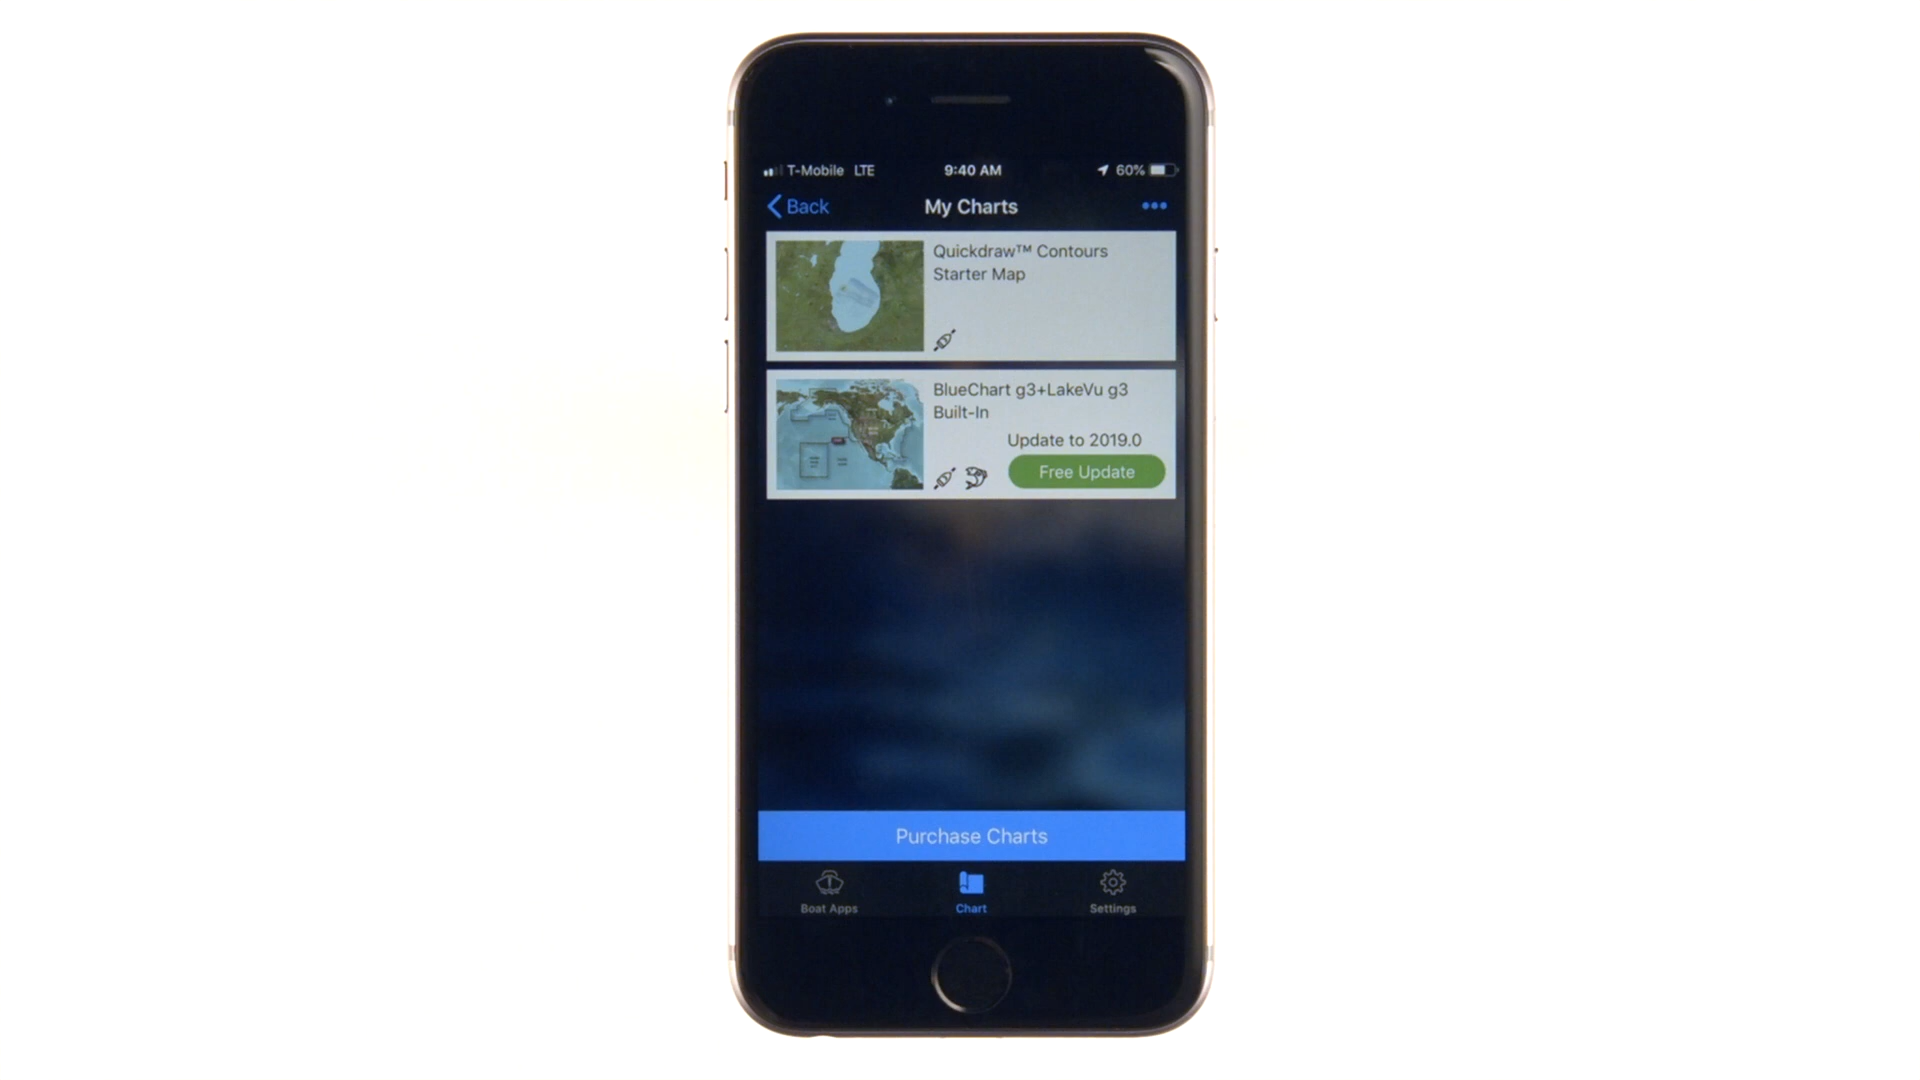 T-Mobile LTE 9:40 AM 60%
Back My Charts
Quickdraw™ Contours
Starter Map
BlueChart g3+LakeVu g3
Built-In
Update to 2019.0
Free Update
Purchase Charts
Boat Apps Chart Settings